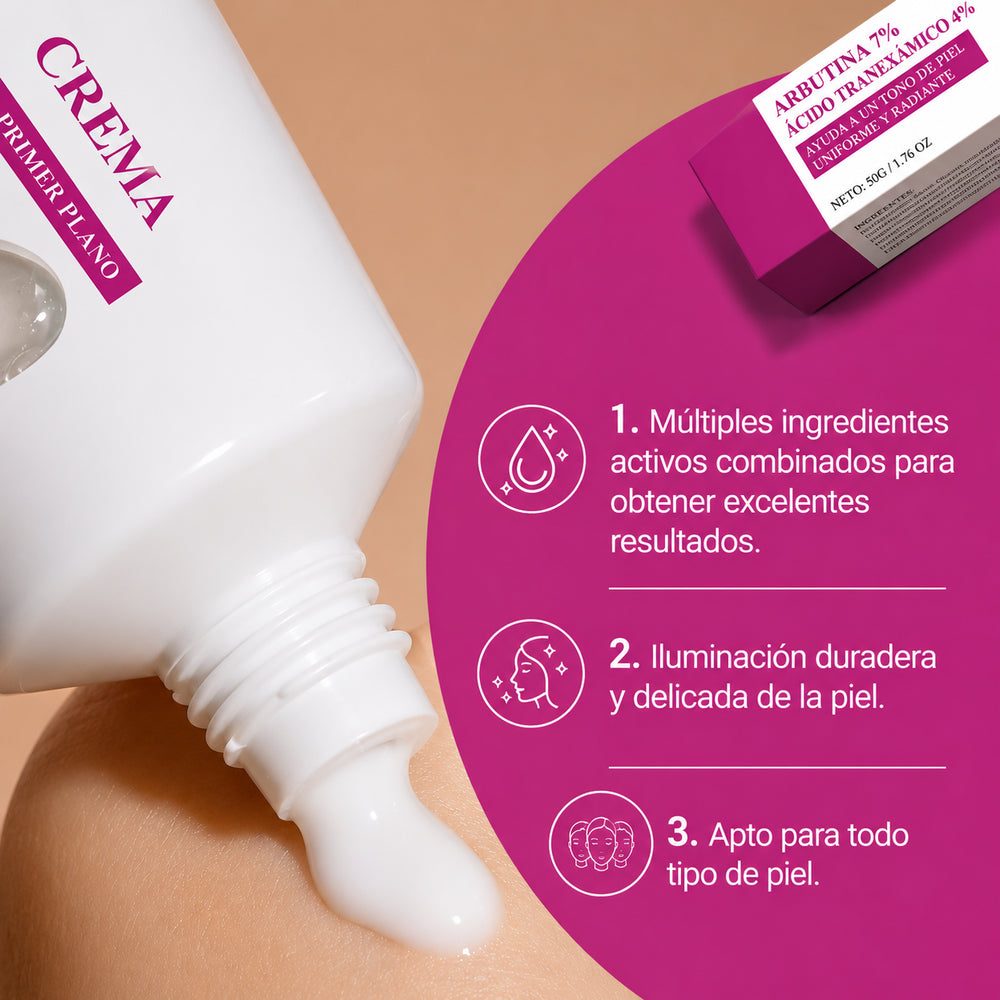 CREMA
PRIMER PLANO
ARBUTINA 7%
ÁCIDO TRANEXÁMICO 4%
AYUDA A UN TONO DE PIEL
UNIFORME Y RADIANTE
NETO: 50G / 1.76 OZ
1. Múltiples ingredientes
activos combinados para
obtener excelentes
resultados.
2. Iluminación duradera
y delicada de la piel.
3. Apto para todo
tipo de piel.